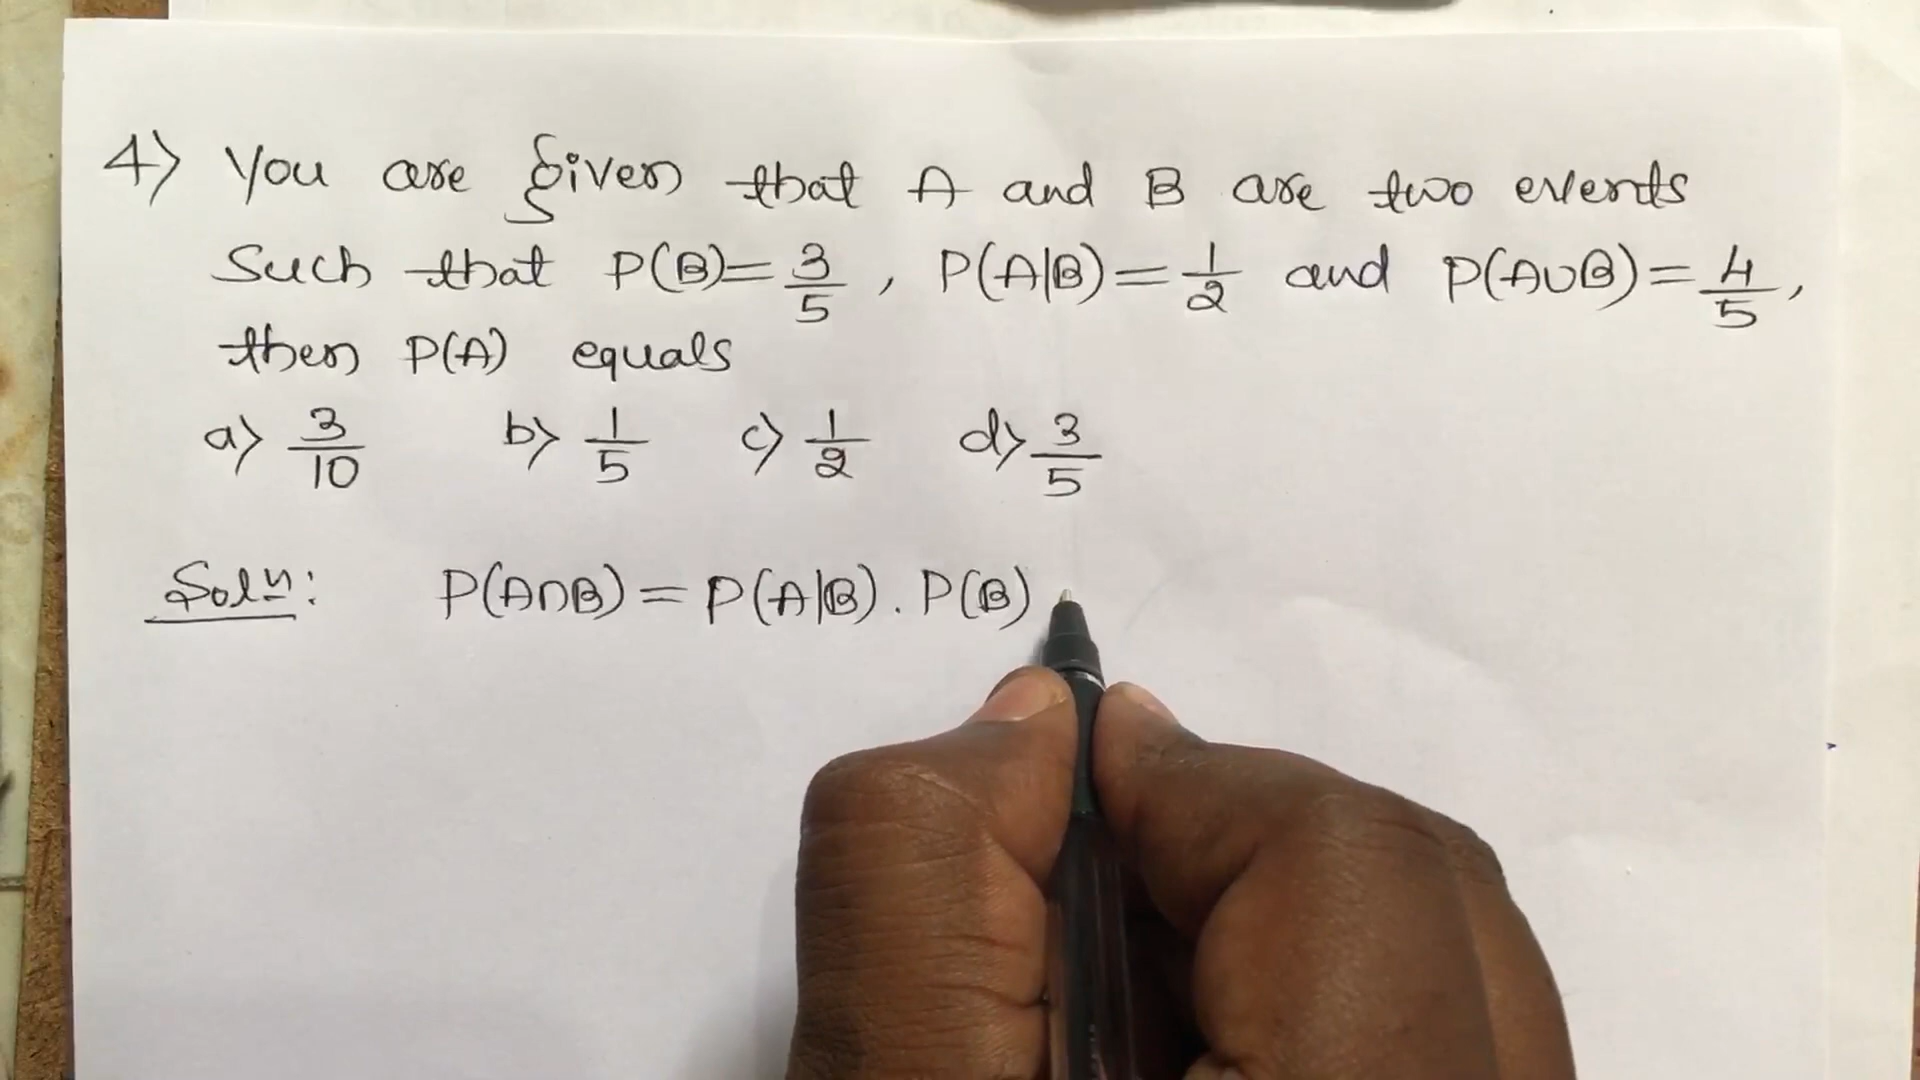 4) You are given that A and B are two events
Such that P(B)= 3/5 , P(A|B)= 1/2 and P(A∪B)= 4/5 ,
then P(A) equals
a) 3/10 b) 1/5 c) 1/2 d) 3/5
Soln: P(A∩B)= P(A|B) . P(B)